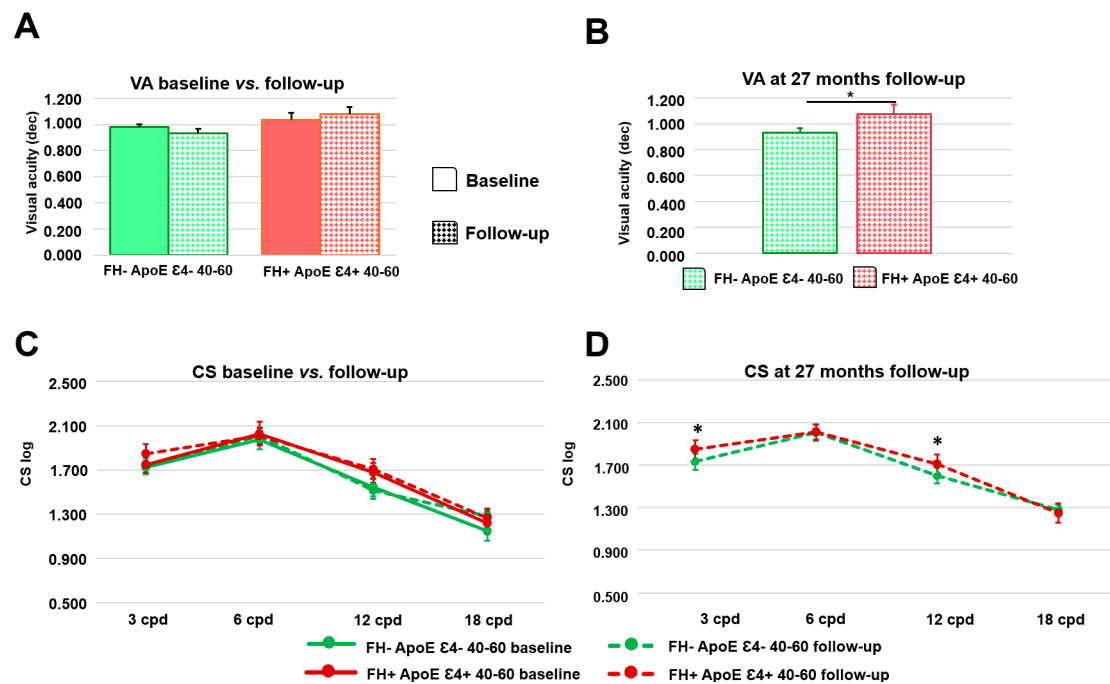 A
VA baseline vs. follow-up
Visual acuity (dec)
1.200
1.000
0.800
0.600
0.400
0.200
0.000
FH- ApoE Ɛ4- 40-60
FH+ ApoE Ɛ4+ 40-60
Baseline
Follow-up
B
VA at 27 months follow-up
Visual acuity (dec)
1.200
1.000
0.800
0.600
0.400
0.200
0.000
*
FH- ApoE Ɛ4- 40-60
FH+ ApoE Ɛ4+ 40-60
C
CS baseline vs. follow-up
CS log
2.500
2.100
1.700
1.300
0.900
0.500
3 cpd
6 cpd
12 cpd
18 cpd
D
CS at 27 months follow-up
CS log
2.500
2.100
1.700
1.300
0.900
0.500
*
*
3 cpd
6 cpd
12 cpd
18 cpd
FH- ApoE Ɛ4- 40-60 baseline
FH- ApoE Ɛ4- 40-60 follow-up
FH+ ApoE Ɛ4+ 40-60 baseline
FH+ ApoE Ɛ4+ 40-60 follow-up